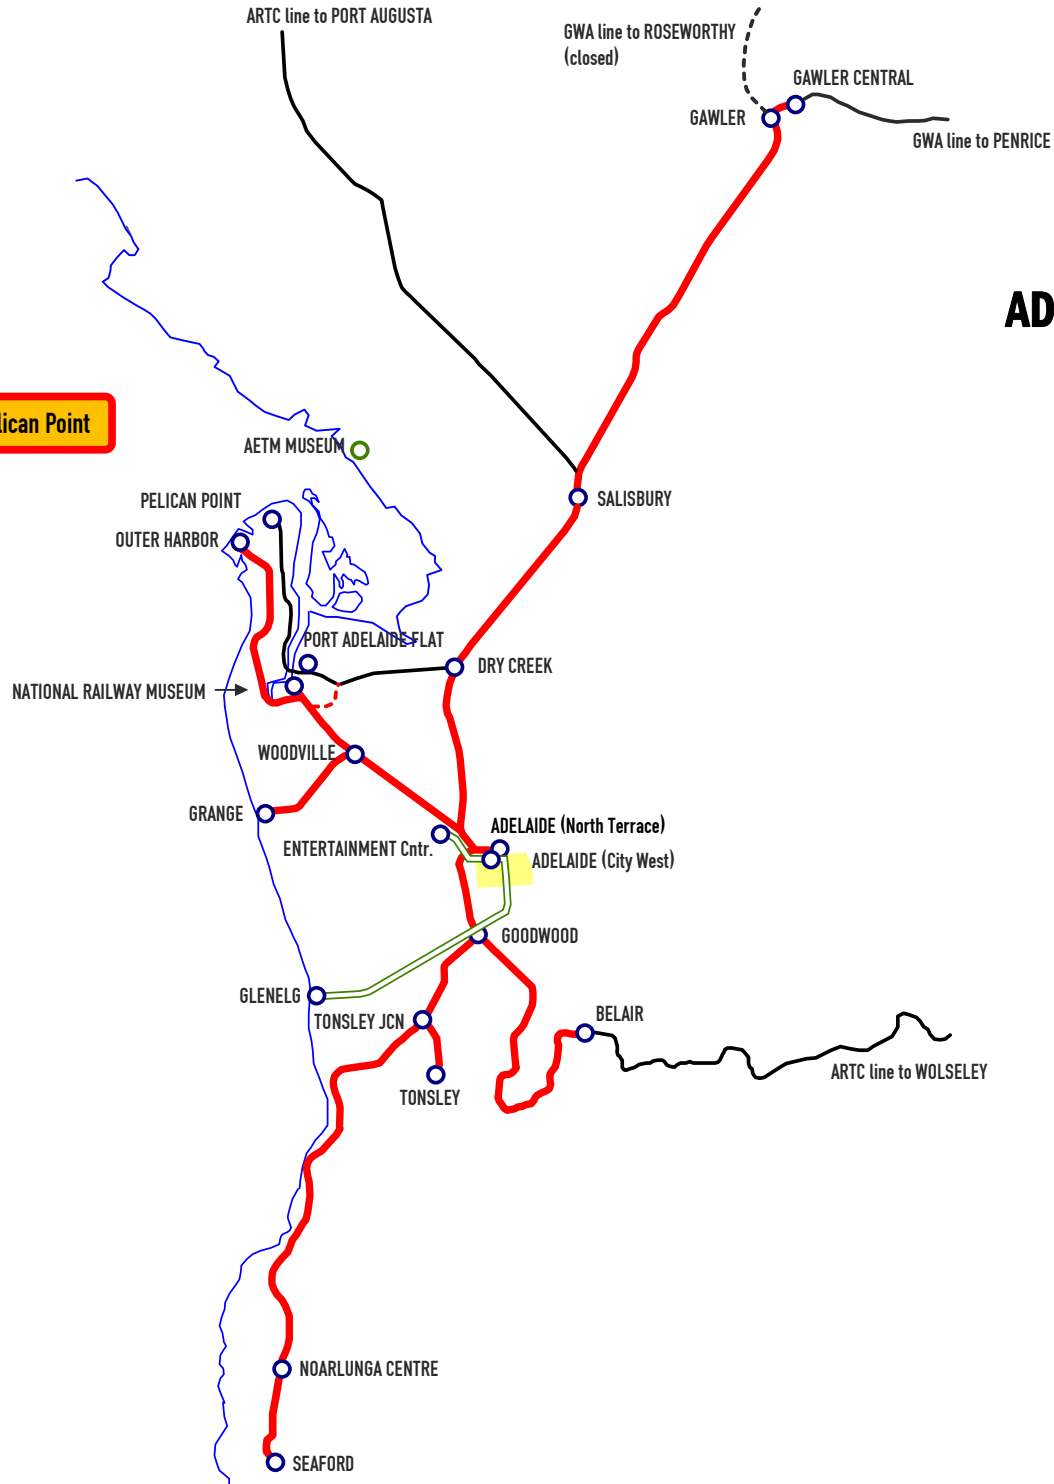 ARTC line to PORT AUGUSTA
GWA line to ROSEWORTHY
(closed)
GAWLER CENTRAL
GAWLER
GWA line to PENRICE
AD
lican Point
AETM MUSEUM
PELICAN POINT
SALISBURY
OUTER HARBOR
PORT ADELAIDE FLAT
DRY CREEK
NATIONAL RAILWAY MUSEUM
WOODVILLE
GRANGE
ADELAIDE (North Terrace)
ENTERTAINMENT Cntr.
ADELAIDE (City West)
GOODWOOD
GLENELG
TONSLEY JCN
BELAIR
ARTC line to WOLSELEY
TONSLEY
NOARLUNGA CENTRE
SEAFORD